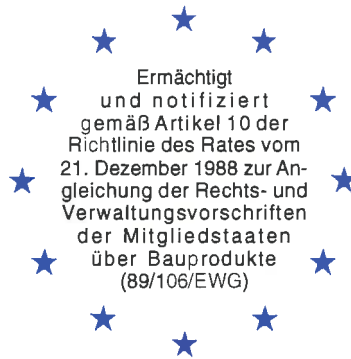 Ermächtigt
und notifiziert
gemäß Artikel 10 der
Richtlinie des Rates vom
21. Dezember 1988 zur An-
gleichung der Rechts- und
Verwaltungsvorschriften
der Mitgliedstaaten
über Bauprodukte
(89/106/EWG)